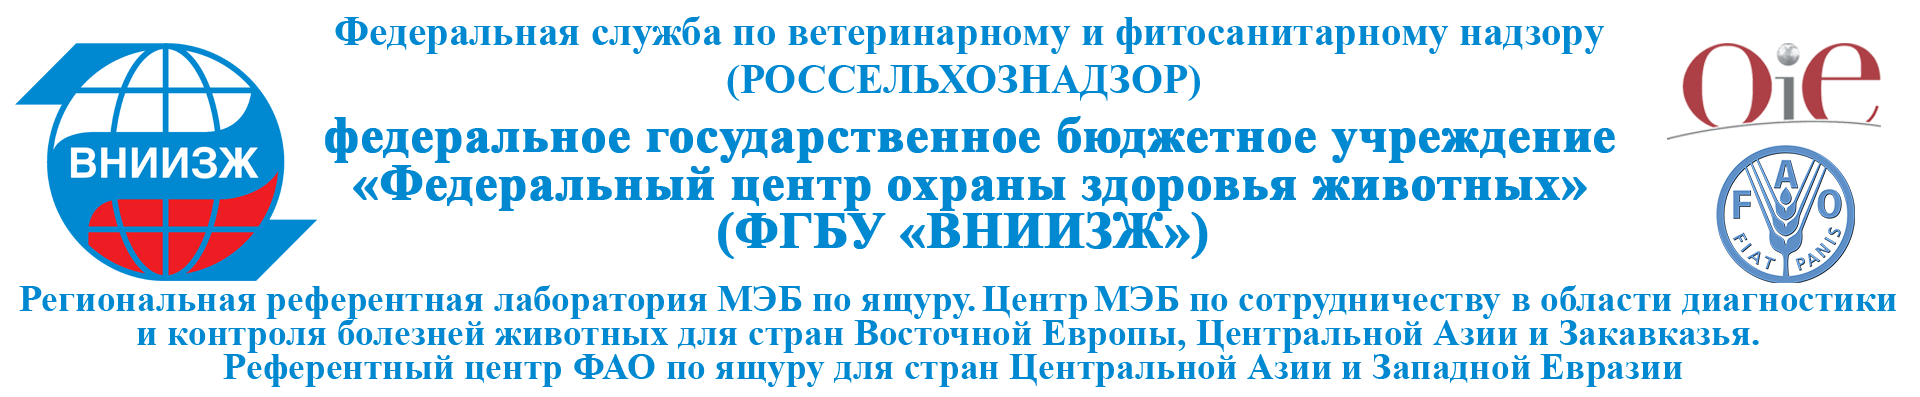 Федеральная служба по ветеринарному и фитосанитарному надзору
(РОССЕЛЬХОЗНАДЗОР)
федеральное государственное бюджетное учреждение
«Федеральный центр охраны здоровья животных»
(ФГБУ «ВНИИЗЖ»)
ВНИИЗЖ
OiE
F A O
FIAT PANIS
Региональная референтная лаборатория МЭБ по ящуру. Центр МЭБ по сотрудничеству в области диагностики
и контроля болезней животных для стран Восточной Европы, Центральной Азии и Закавказья.
Референтный центр ФАО по ящуру для стран Центральной Азии и Западной Евразии